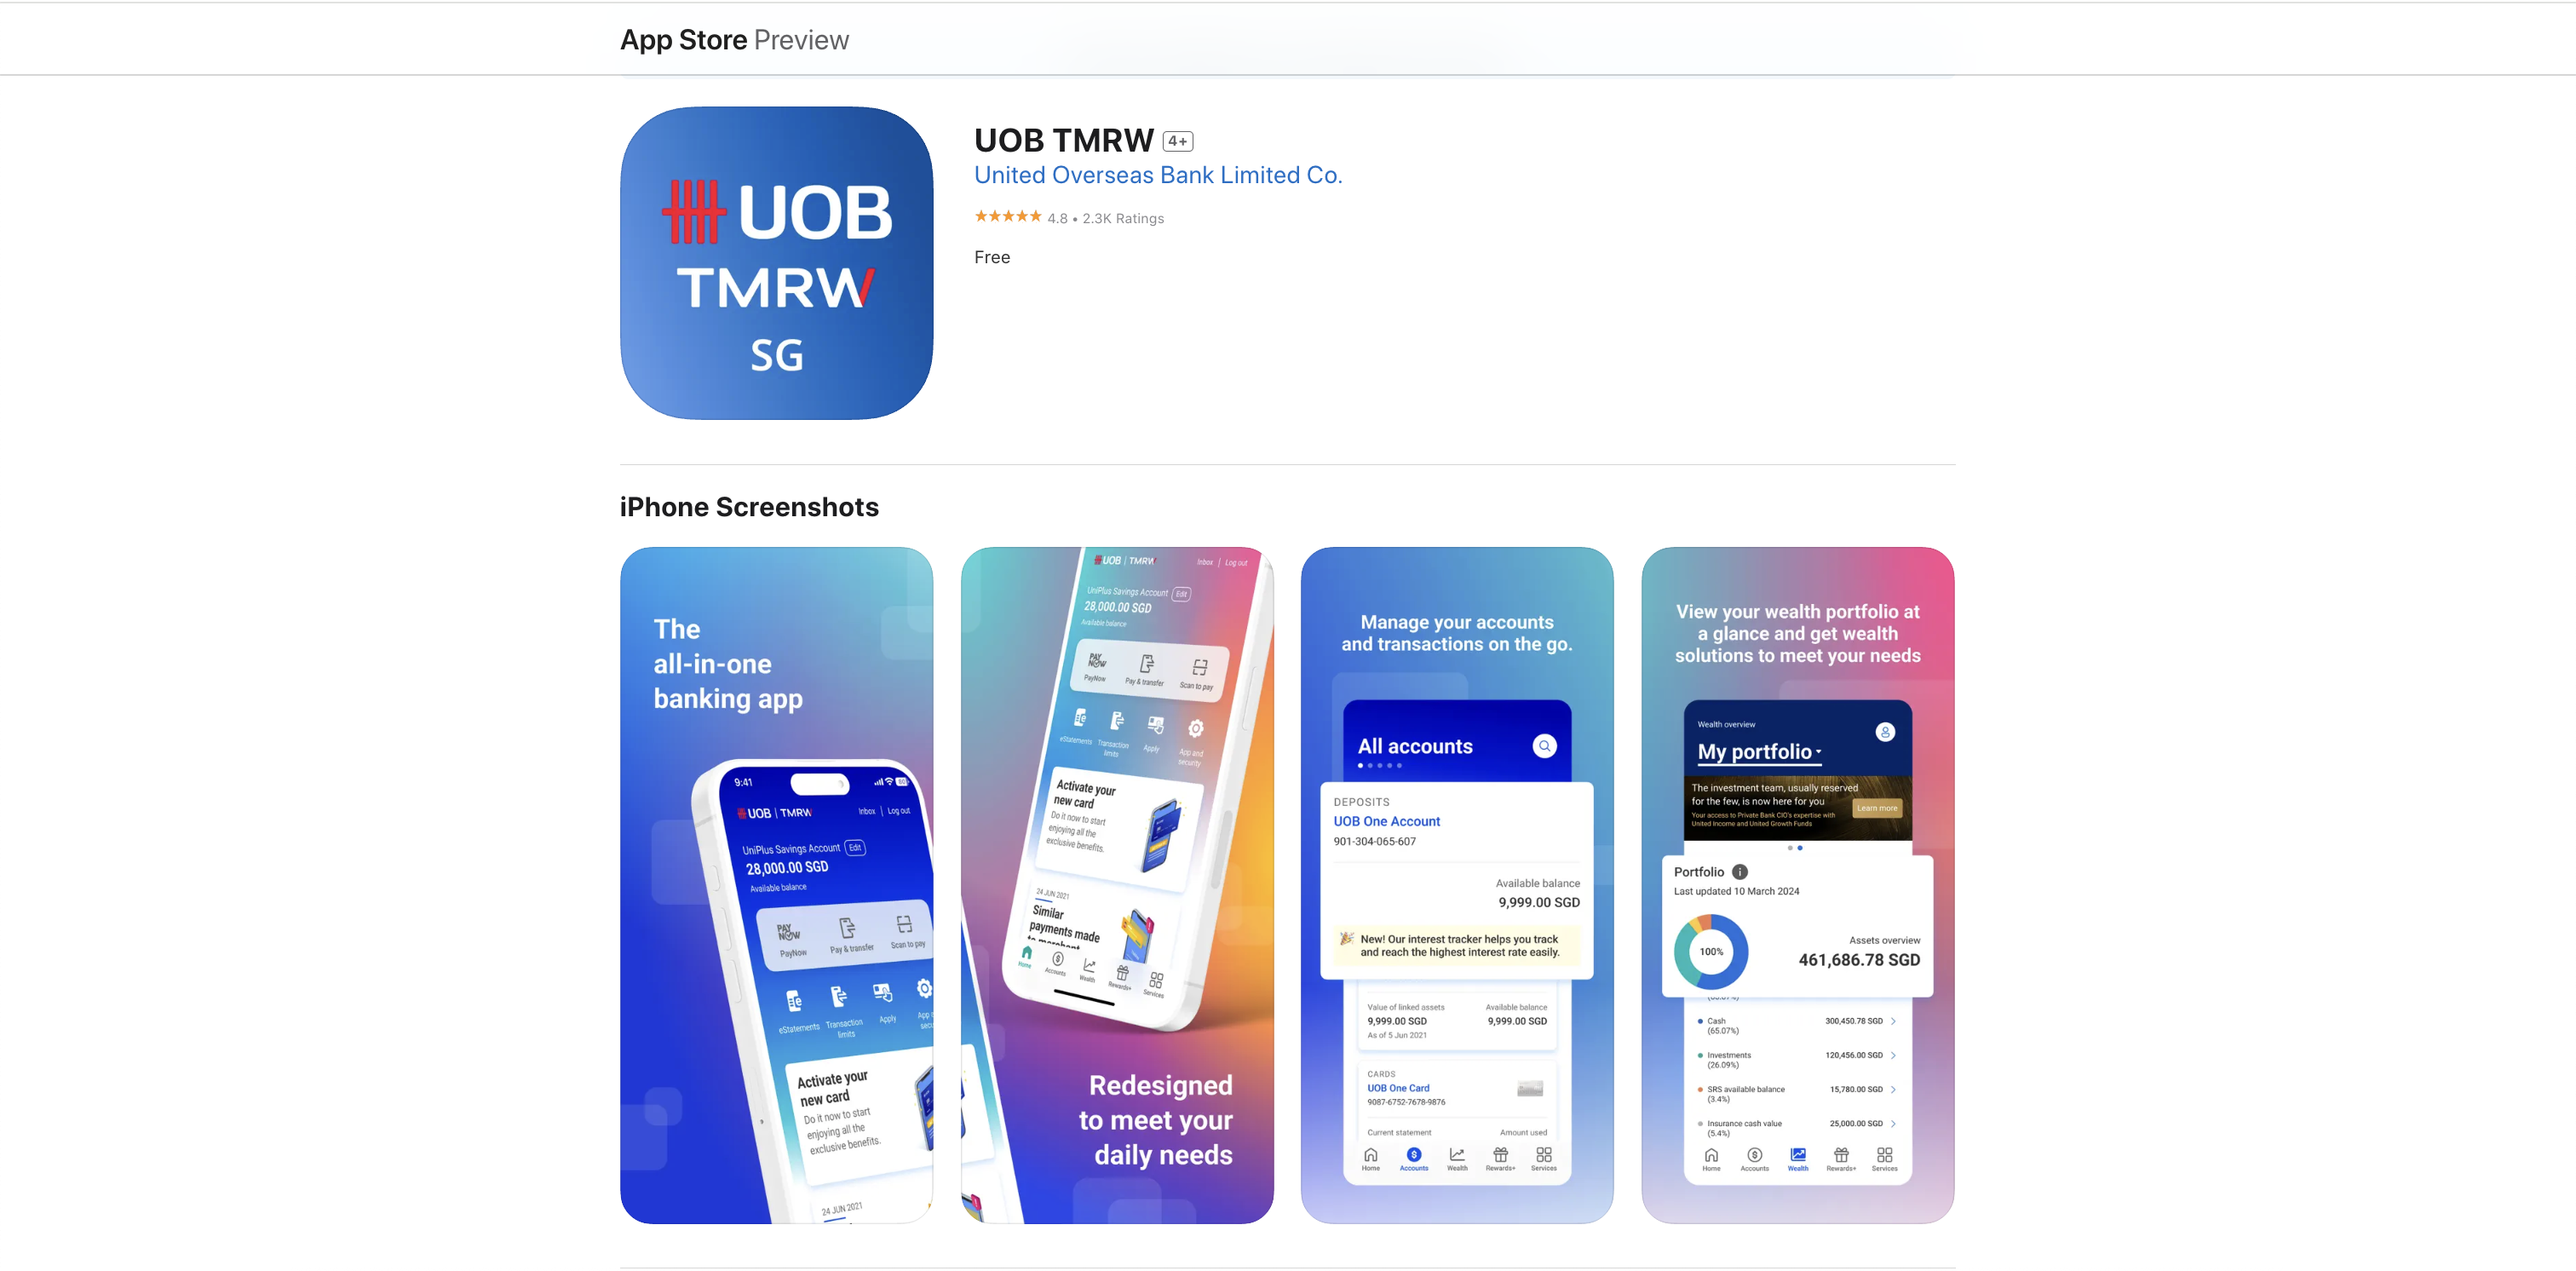 App Store Preview
UOB
TMRW
SG
UOB TMRW 4+
United Overseas Bank Limited Co.
4.8 • 2.3K Ratings
Free
iPhone Screenshots
The
all-in-one
banking app
9:41
UOB | TMRW
Inbox | Log out
UniPlus Savings Account Edit
28,000.00 SGD
Available balance
PAY NOW
PayNow
Pay & transfer
Scan to pay
eStatements
Transaction
limits
Apply
Activate your
new card
Do it now to start
enjoying all the
exclusive benefits.
24 JUN 2021
UOB | TMRW
Inbox | Log out
UniPlus Savings Account Edit
28,000.00 SGD
Available balance
PAY NOW
PayNow
Pay & transfer
Scan to pay
eStatements
Transaction
limits
Apply
App and
security
Activate your
new card
Do it now to start
enjoying all the
exclusive benefits.
24 JUN 2021
Similar
payments made
to merchant
Home
Accounts
Wealth
Rewards+
Services
Redesigned
to meet your
daily needs
Manage your accounts
and transactions on the go.
All accounts
DEPOSITS
UOB One Account
901-304-065-607
Available balance
9,999.00 SGD
New! Our interest tracker helps you track
and reach the highest interest rate easily.
Value of linked assets Available balance
9,999.00 SGD 9,999.00 SGD
As of 5 Jun 2021
CARDS
UOB One Card
9087-6752-7678-9876
Current statement Amount used
Home Accounts Wealth Rewards+ Services
View your wealth portfolio at
a glance and get wealth
solutions to meet your needs
Wealth overview
My portfolio
The investment team, usually reserved
for the few, is now here for you
Learn more
Your access to Private Bank CIO's expertise with
United Income and United Growth Funds
Portfolio
Last updated 10 March 2024
100%
Assets overview
461,686.78 SGD
Cash 300,450.78 SGD
(65.07%)
Investments 120,456.00 SGD
(26.09%)
SRS available balance 15,780.00 SGD
(3.4%)
Insurance cash value 25,000.00 SGD
(5.4%)
Home Accounts Wealth Rewards+ Services